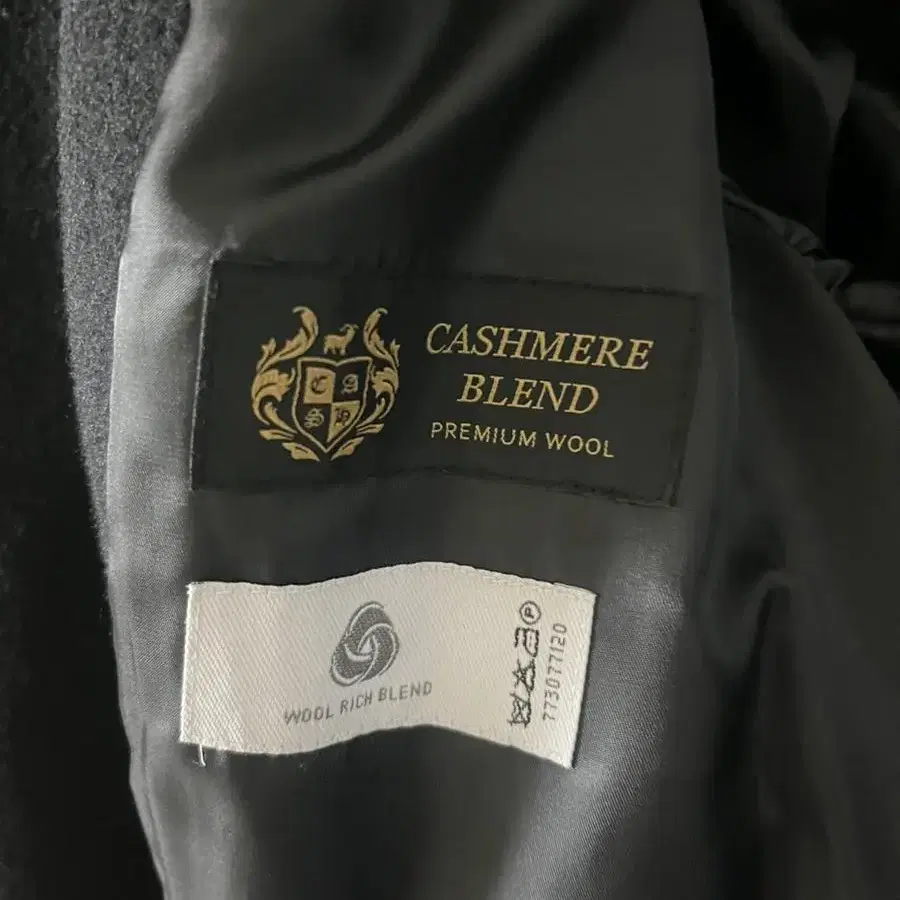 C A
S H
CASHMERE
BLEND
PREMIUM WOOL
WOOL RICH BLEND
P
773077120